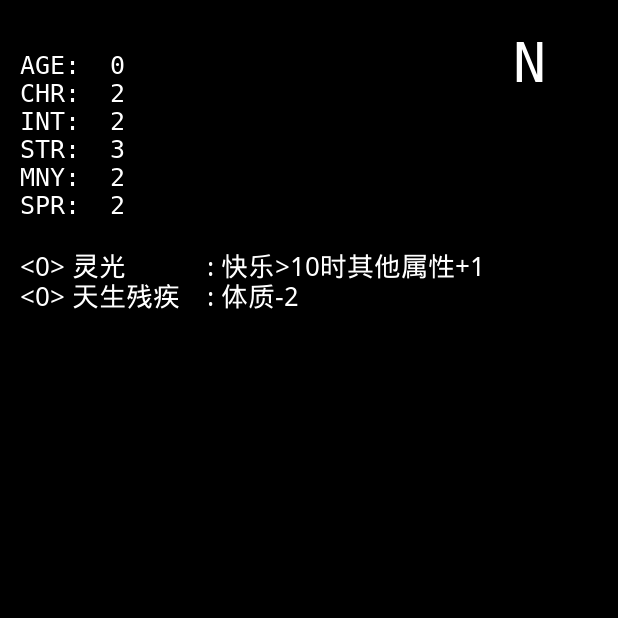 N
AGE: 0
CHR: 2
INT: 2
STR: 3
MNY: 2
SPR: 2
<0> 灵光 : 快乐>10时其他属性+1
<0> 天生残疾 : 体质-2